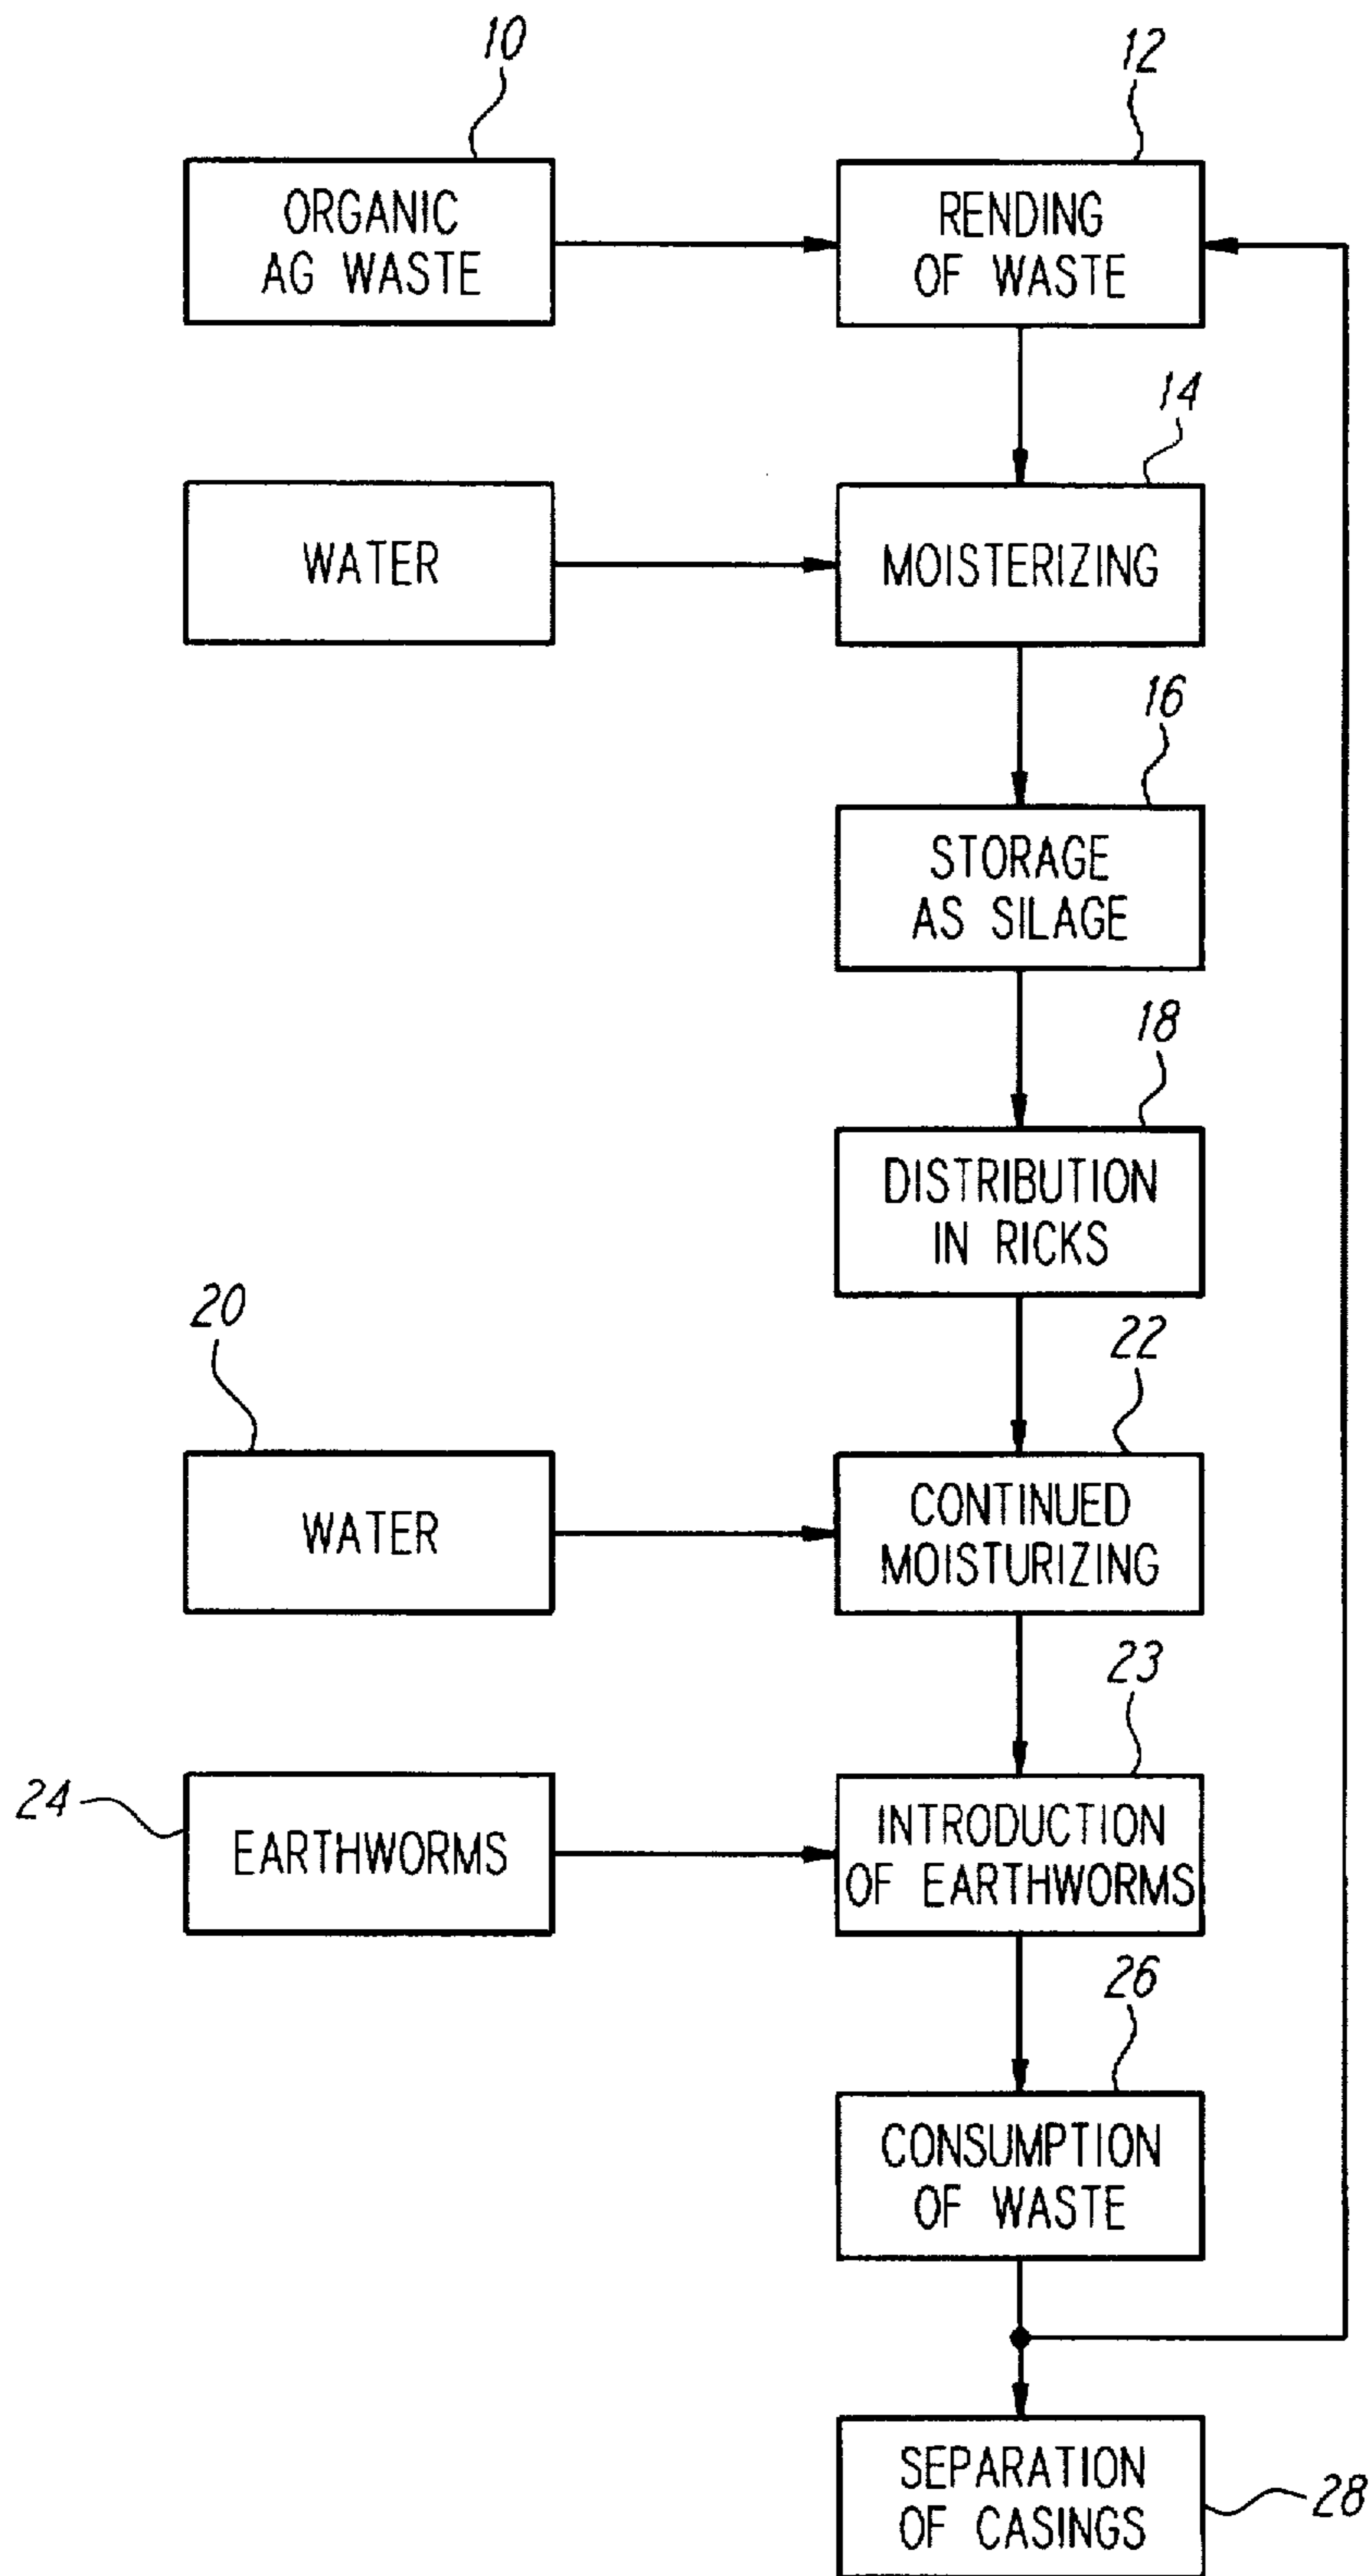 10
12
ORGANIC
AG WASTE
RENDING
OF WASTE
14
WATER
MOISTERIZING
16
STORAGE
AS SILAGE
18
DISTRIBUTION
IN RICKS
20
22
WATER
CONTINUED
MOISTURIZING
23
24
EARTHWORMS
INTRODUCTION
OF EARTHWORMS
26
CONSUMPTION
OF WASTE
SEPARATION
OF CASINGS
28